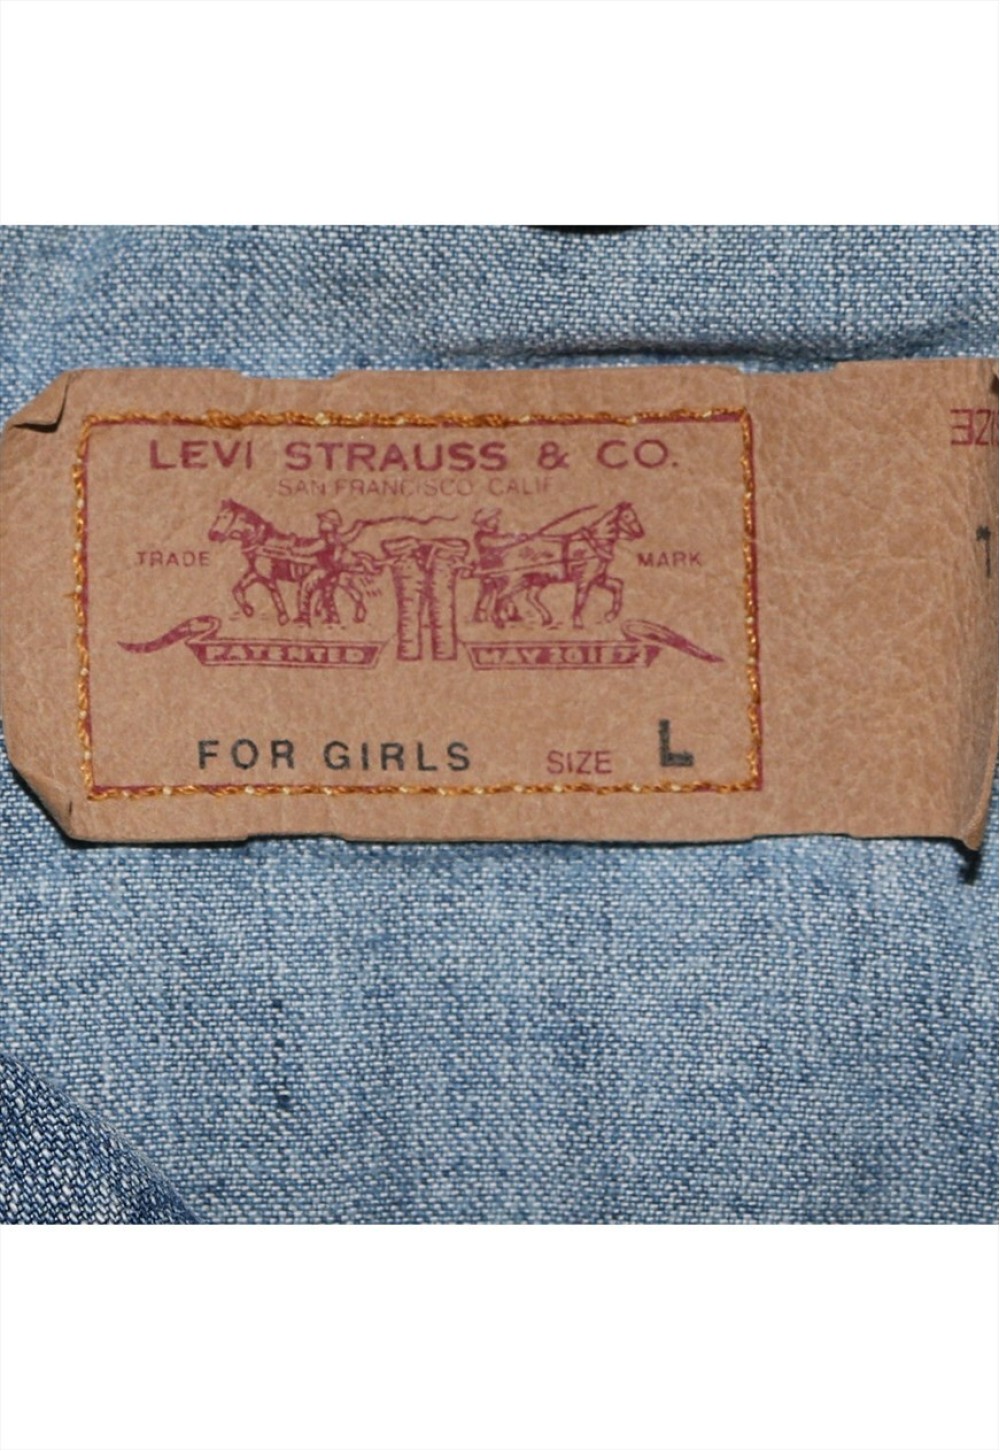 LEVI STRAUSS & CO.
SAN FRANCISCO CALIF
TRADE MARK
PATENTED MAY 20 1873
FOR GIRLS SIZE L